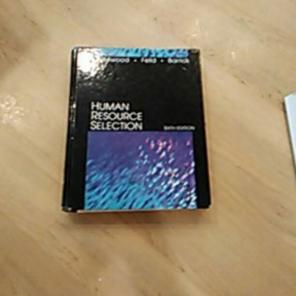 Feild • Barrick
HUMAN
RESOURCE
SELECTION
SIXTH EDITION